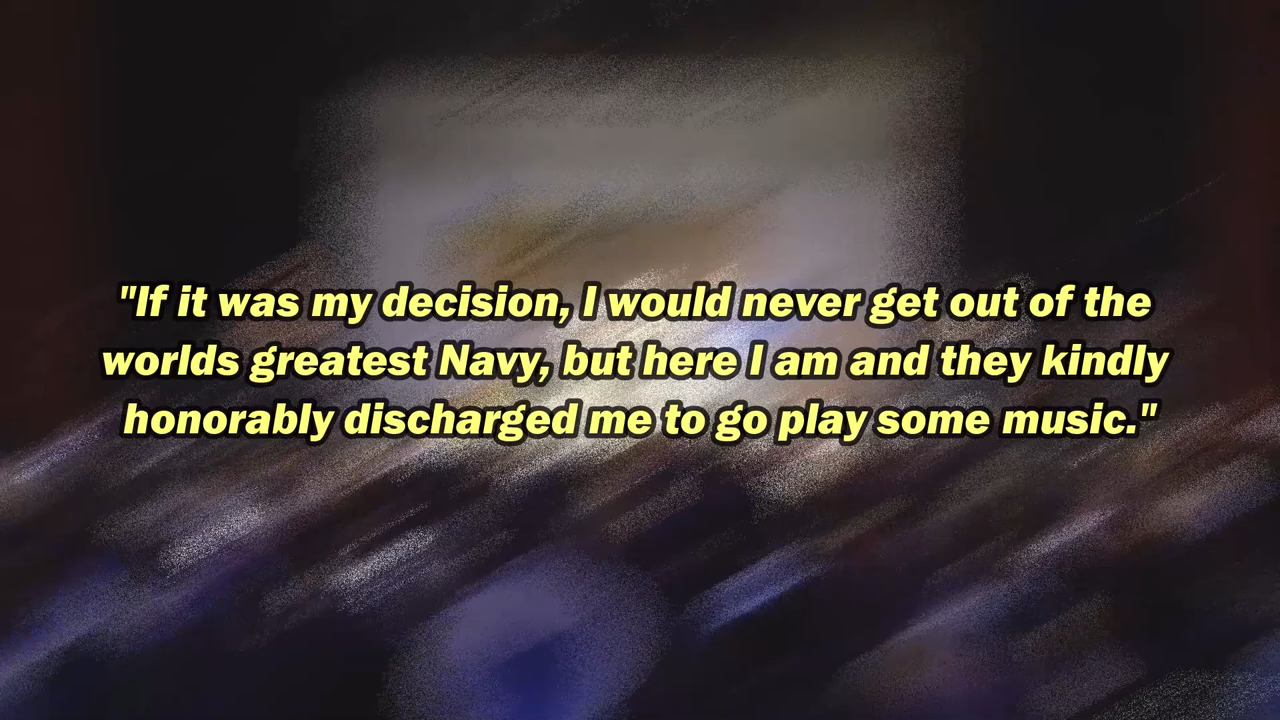 "If it was my decision, I would never get out of the
worlds greatest Navy, but here I am and they kindly
honorably discharged me to go play some music."